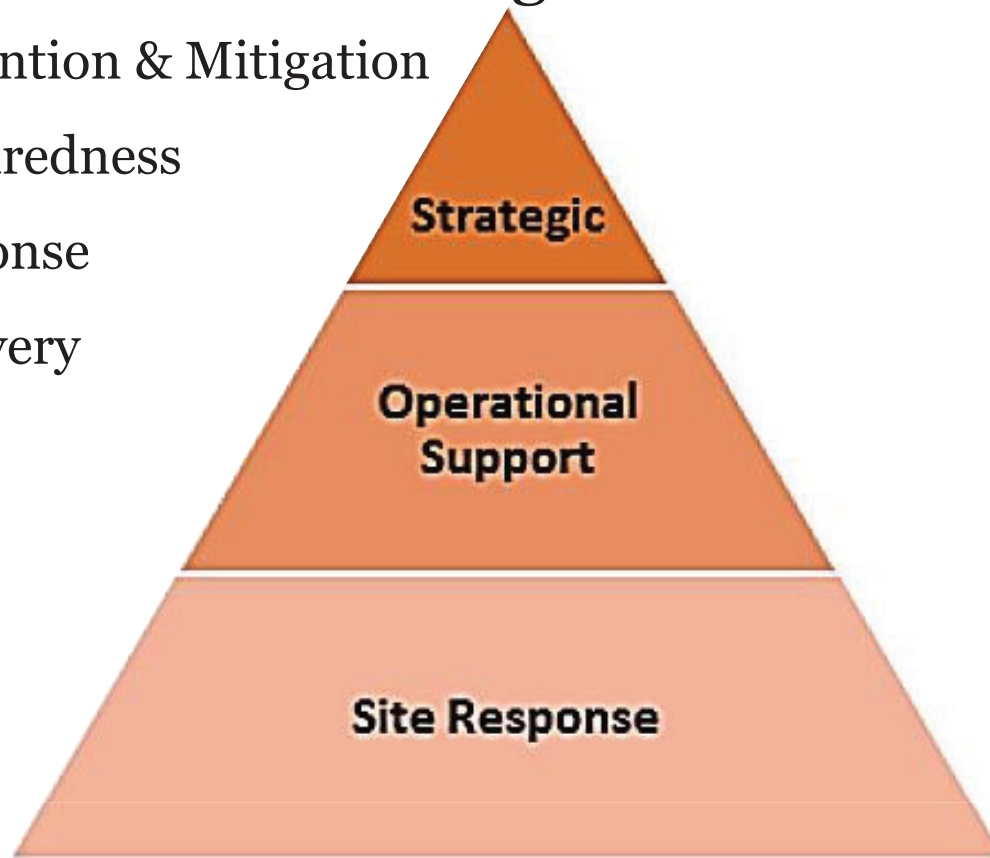 ntion & Mitigation
redness
onse
very
Strategic
Operational
Support
Site Response